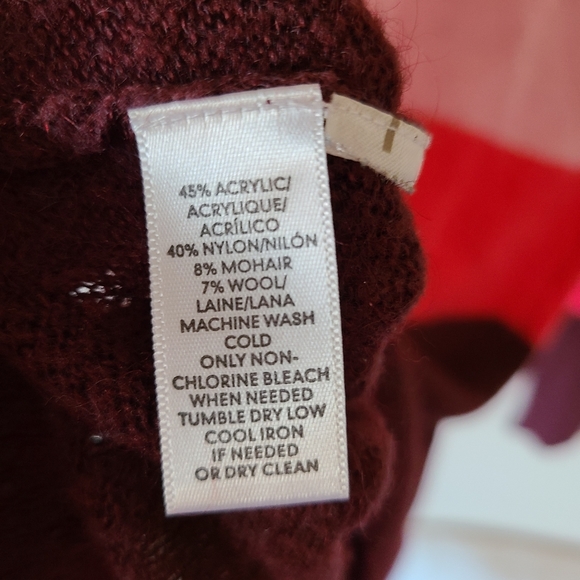 45% ACRYLIC/
ACRYLIQUE/
ACRÍLICO
40% NYLON/NILÓN
8% MOHAIR
7% WOOL/
LAINE/LANA
MACHINE WASH
COLD
ONLY NON-
CHLORINE BLEACH
WHEN NEEDED
TUMBLE DRY LOW
COOL IRON
IF NEEDED
OR DRY CLEAN